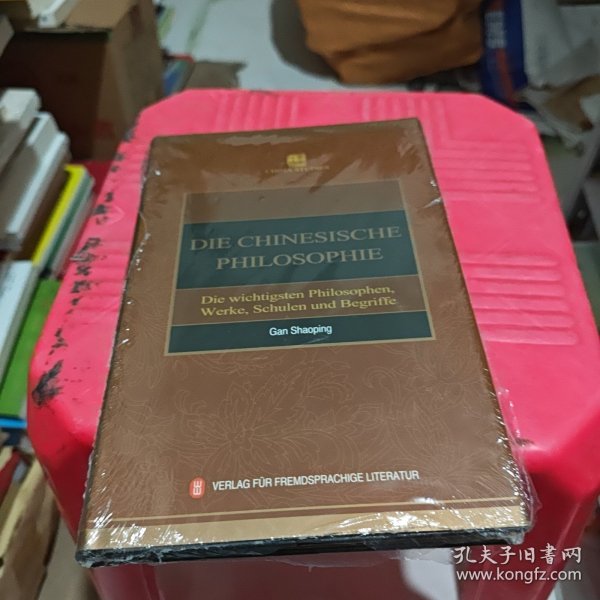 DIE CHINESISCHE
PHILOSOPHIE
Die wichtigsten Philosophen,
Werke, Schulen und Begriffe
Gan Shaoping
VERLAG FÜR FREMDSPRACHIGE LITERATUR
孔夫子旧书网
www.kongfz.com